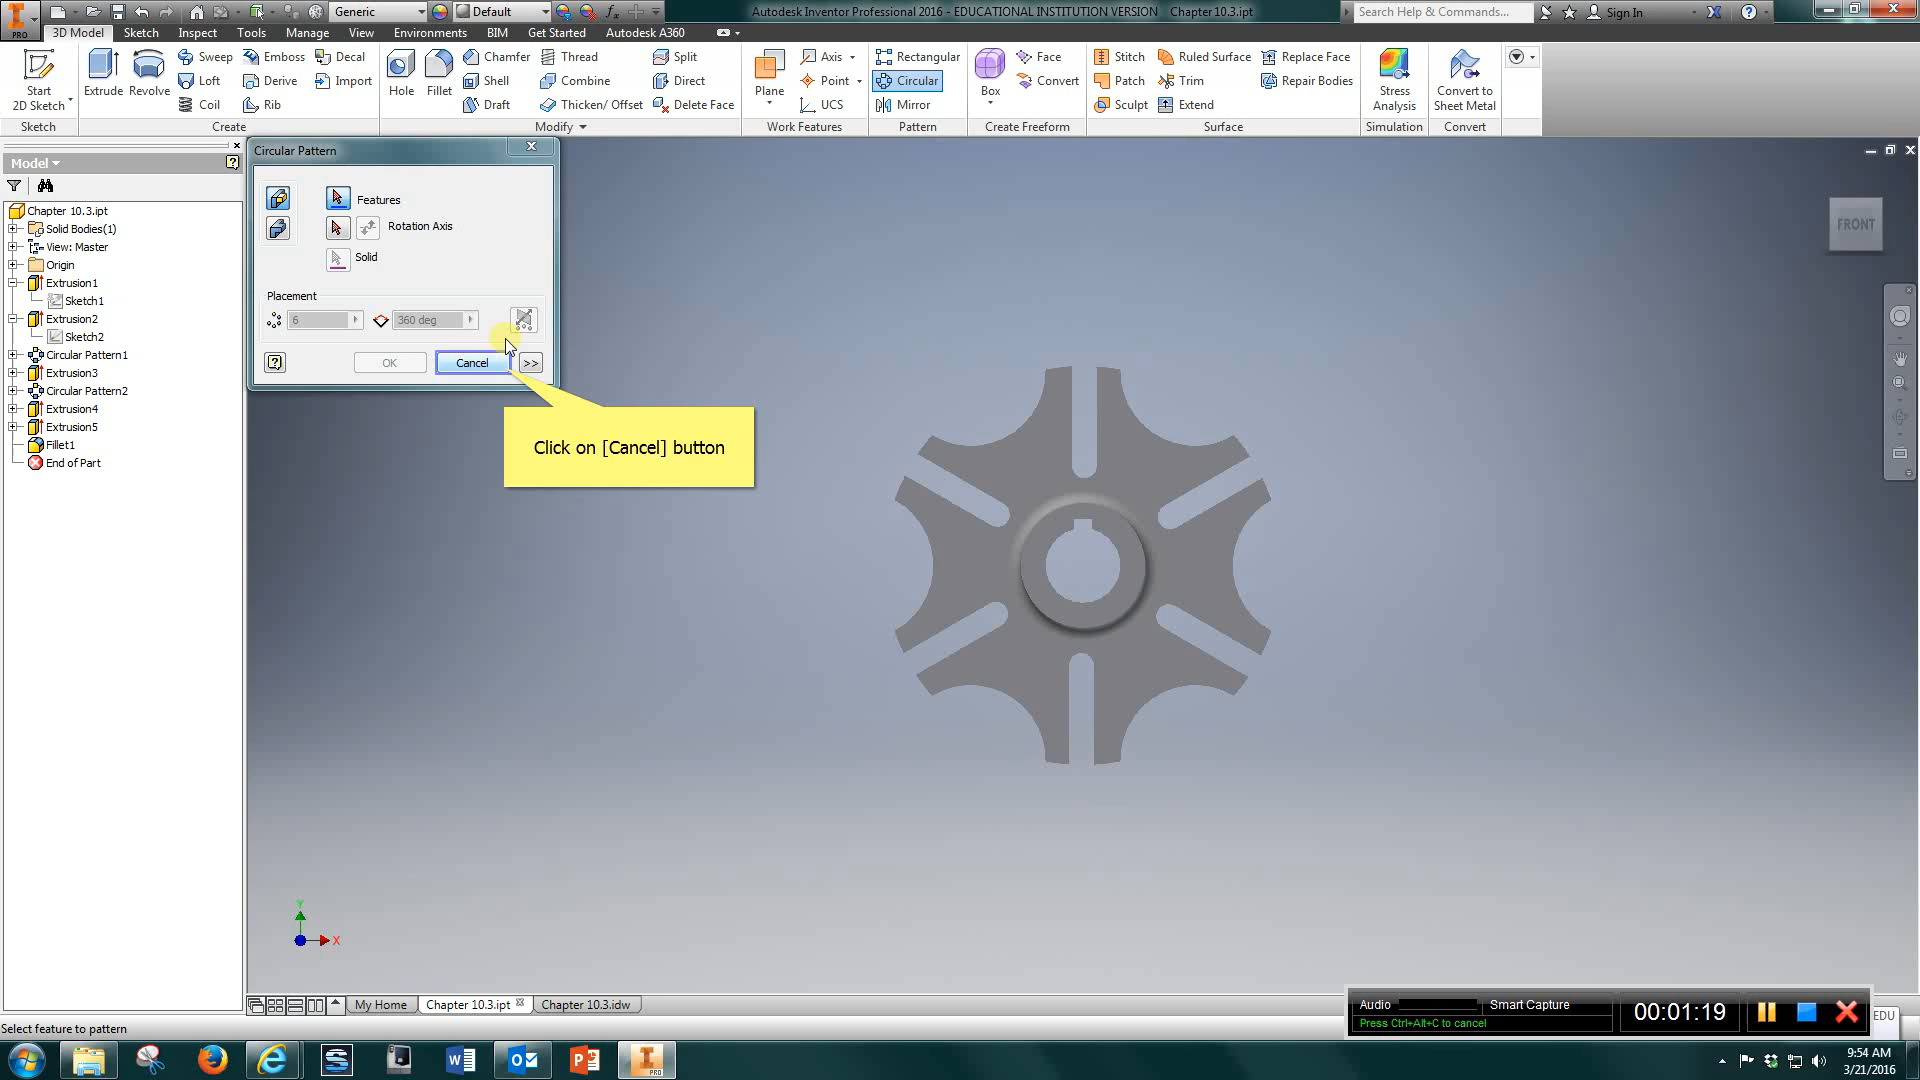 Generic
Default
Autodesk Inventor Professional 2016 - EDUCATIONAL INSTITUTION VERSION Chapter 10.3.ipt
Search Help & Commands...
Sign In
PRO
3D Model Sketch Inspect Tools Manage View Environments BIM Get Started Autodesk A360
Start
2D Sketch
Extrude
Revolve
Sweep
Loft
Coil
Emboss
Derive
Rib
Decal
Import
Hole
Fillet
Chamfer
Shell
Draft
Thread
Combine
Thicken/ Offset
Split
Direct
Delete Face
Plane
Axis
Point
UCS
Rectangular
Circular
Mirror
Box
Face
Convert
Stitch
Patch
Sculpt
Ruled Surface
Trim
Extend
Replace Face
Repair Bodies
Stress
Analysis
Convert to
Sheet Metal
Sketch
Create
Modify
Work Features
Pattern
Create Freeform
Surface
Simulation
Convert
Model
Chapter 10.3.ipt
Solid Bodies(1)
View: Master
Origin
Extrusion1
Sketch1
Extrusion2
Sketch2
Circular Pattern1
Extrusion3
Circular Pattern2
Extrusion4
Extrusion5
Fillet1
End of Part
Circular Pattern
Features
Rotation Axis
Solid
Placement
6
360 deg
OK
Cancel
>>
Click on [Cancel] button
FRONT
Y
X
My Home
Chapter 10.3.ipt
Chapter 10.3.idw
Select feature to pattern
Audio
Smart Capture
Press Ctrl+Alt+C to cancel
00:01:19
EDU
PRO
9:54 AM
3/21/2016